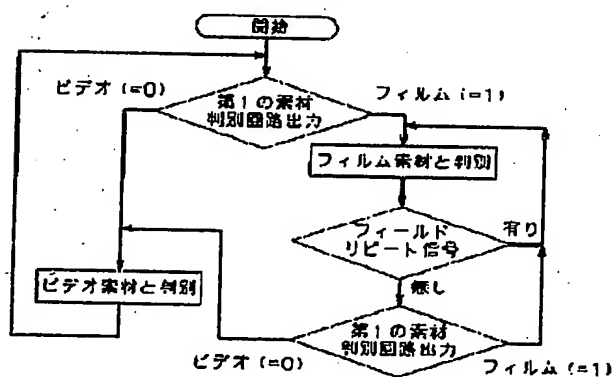 開始
ビデオ (=0)
第1の素材
判別回路出力
フィルム (=1)
フィルム素材と判別
フィールド
リピート信号
有り
無し
ビデオ素材と判別
第1の素材
判別回路出力
ビデオ (=0)
フィルム (=1)